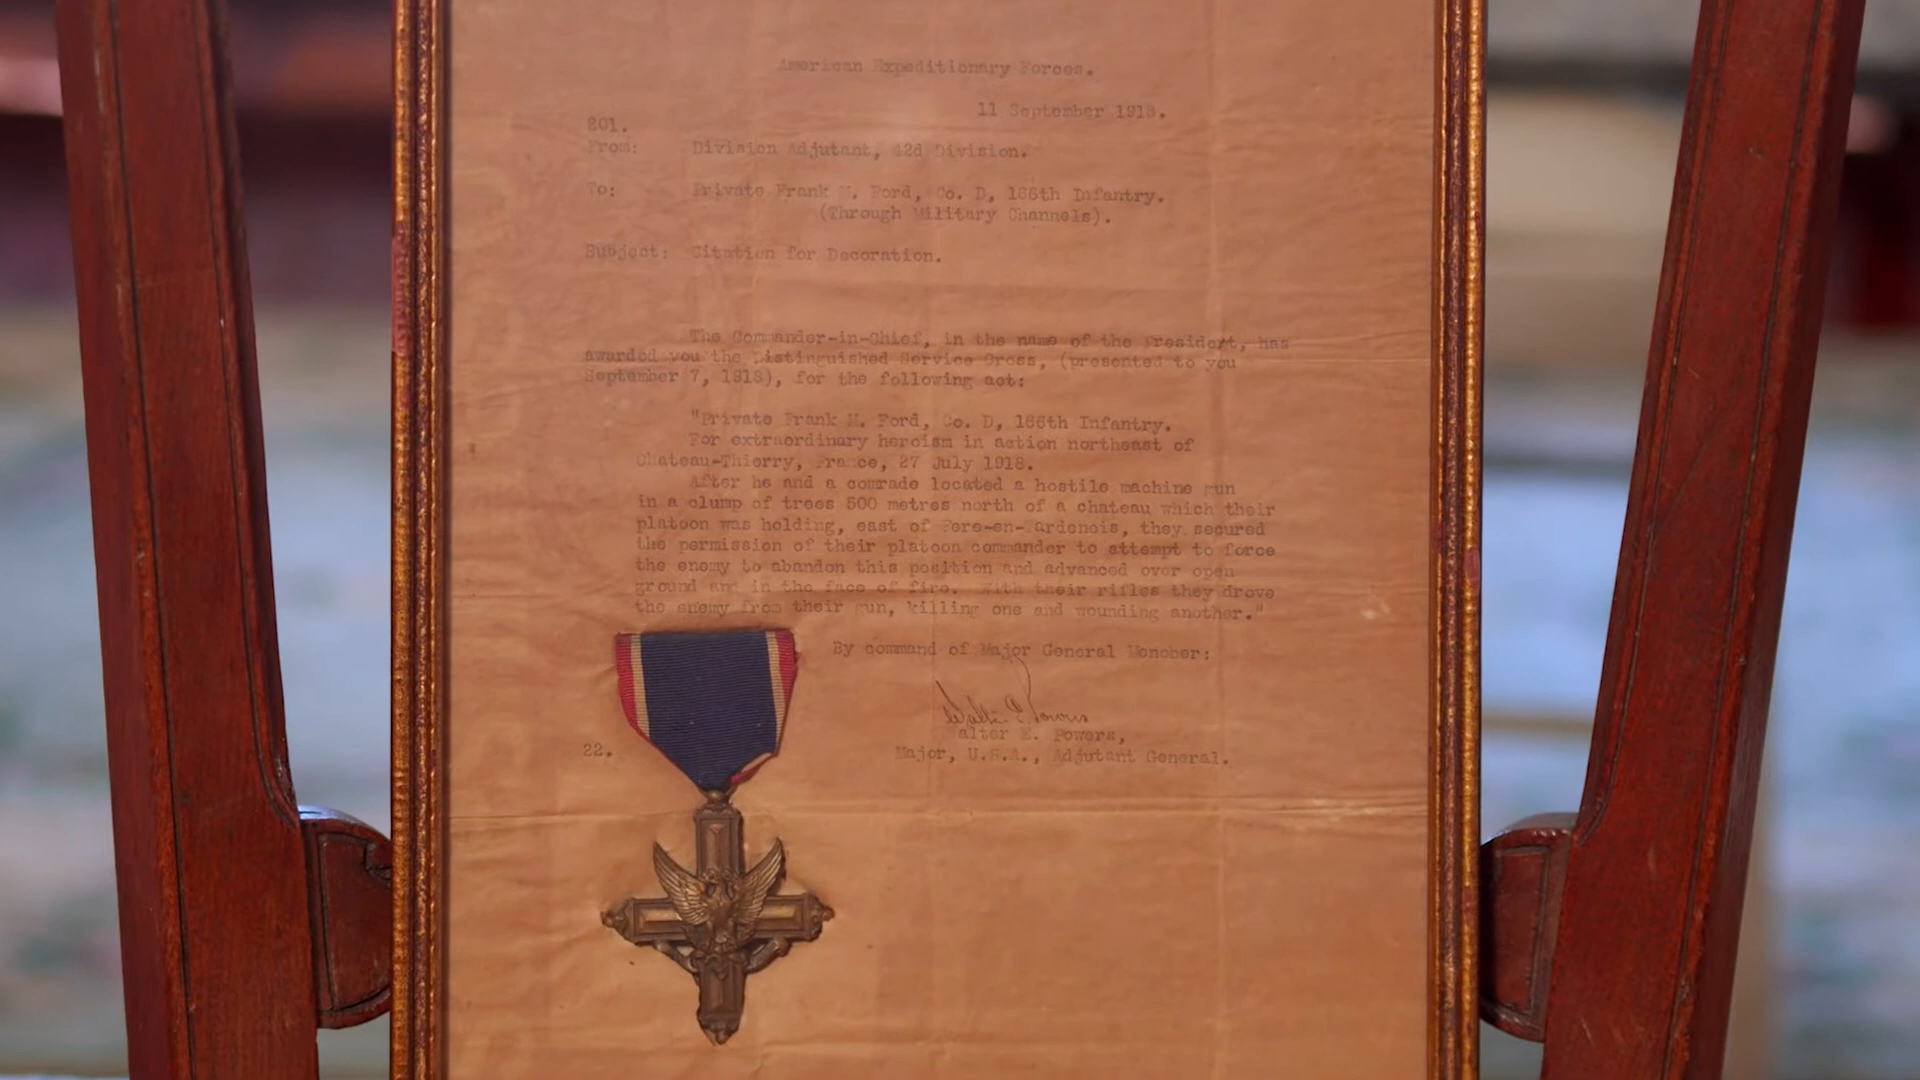 American Expeditionary Forces.
11 September 1918.
201.
From: Division Adjutant, 42d Division.
To: Private Frank M. Ford, Co. D, 166th Infantry.
(Through Military Channels).
Subject: Citation for Decoration.
The Commander-in-Chief, in the name of the President, has
awarded you the Distinguished Service Cross, (presented to you
September 7, 1918), for the following act:
"Private Frank M. Ford, Co. D, 166th Infantry.
For extraordinary heroism in action northeast of
Chateau-Thierry, France, 27 July 1918.
After he and a comrade located a hostile machine gun
in a clump of trees 500 metres north of a chateau which their
platoon was holding, east of Fere-en-Tardenois, they secured
the permission of their platoon commander to attempt to force
the enemy to abandon this position and advanced over open
ground and in the face of fire. With their rifles they drove
the enemy from their gun, killing one and wounding another."
By command of Major General Menoher:
Walter E. Powers
Walter E. Powers,
22. Major, U.S.A., Adjutant General.